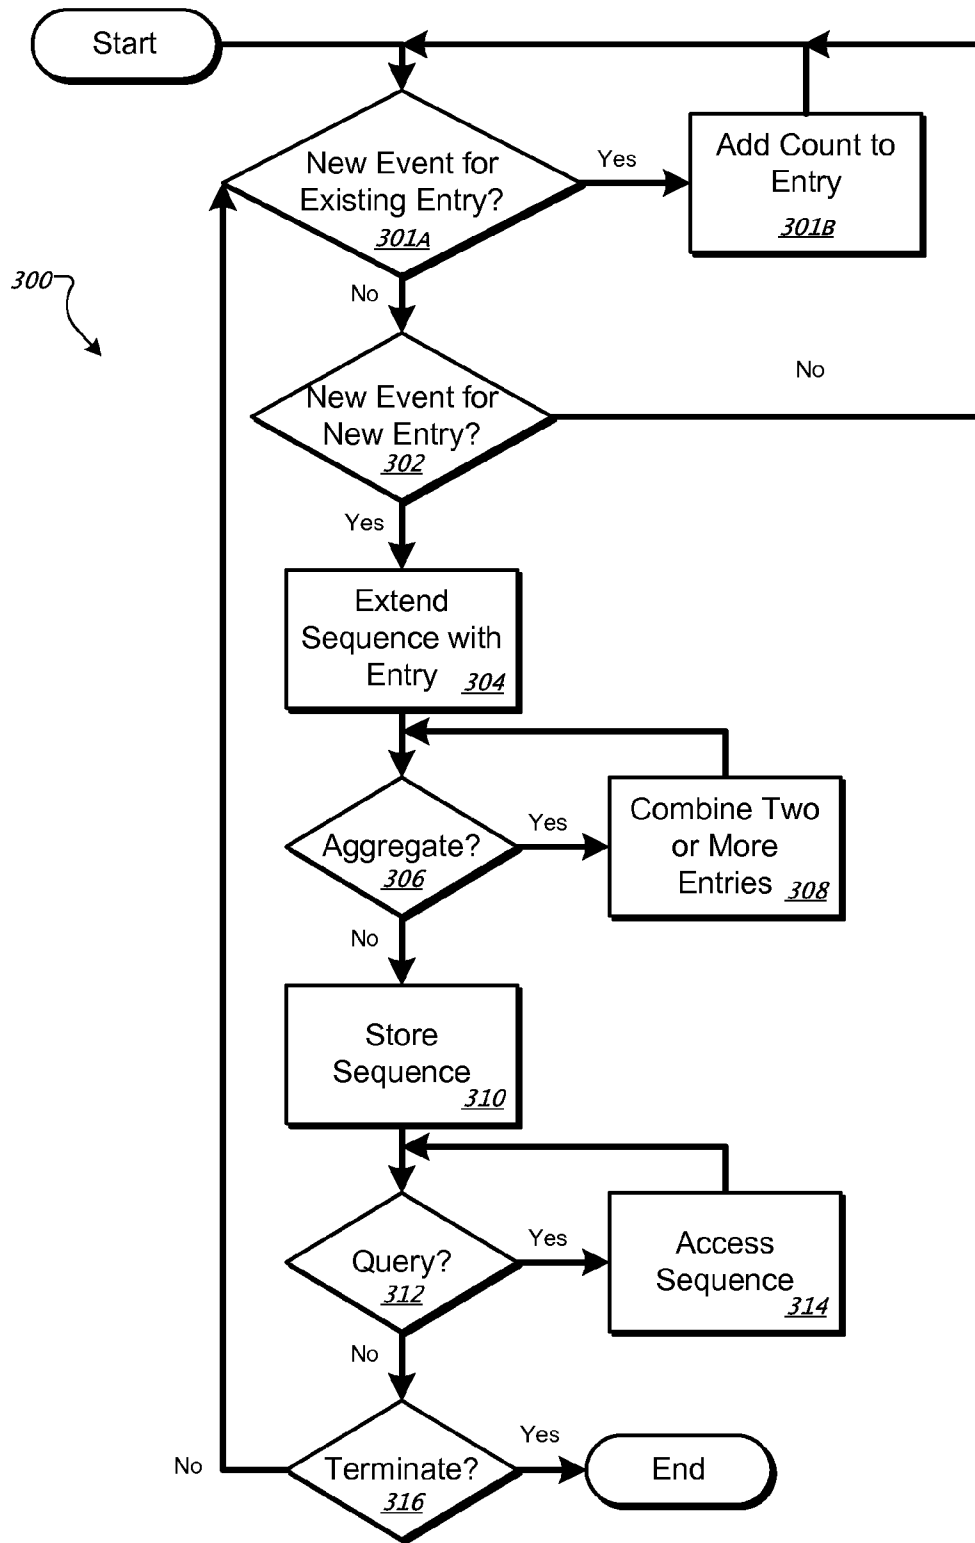 Start
New Event for
Existing Entry?
301A
Yes
Add Count to
Entry
301B
300
No
New Event for
New Entry?
302
No
Yes
Extend
Sequence with
Entry 304
Aggregate?
306
Yes
Combine Two
or More
Entries 308
No
Store
Sequence
310
Query?
312
Yes
Access
Sequence
314
No
Terminate?
316
Yes
End
No